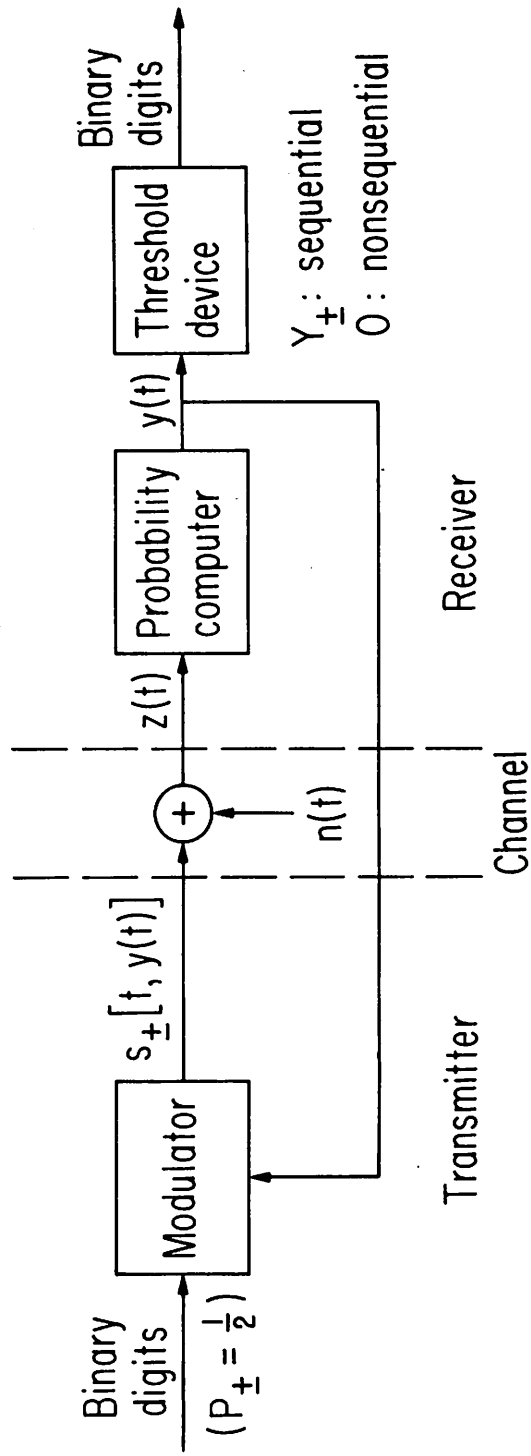 Binary
digits
(P± = 1/2)
Modulator
s±[t, y(t)]
+
n(t)
z(t)
Probability
computer
y(t)
Threshold
device
Binary
digits
Y± : sequential
0 : nonsequential
Transmitter
Channel
Receiver